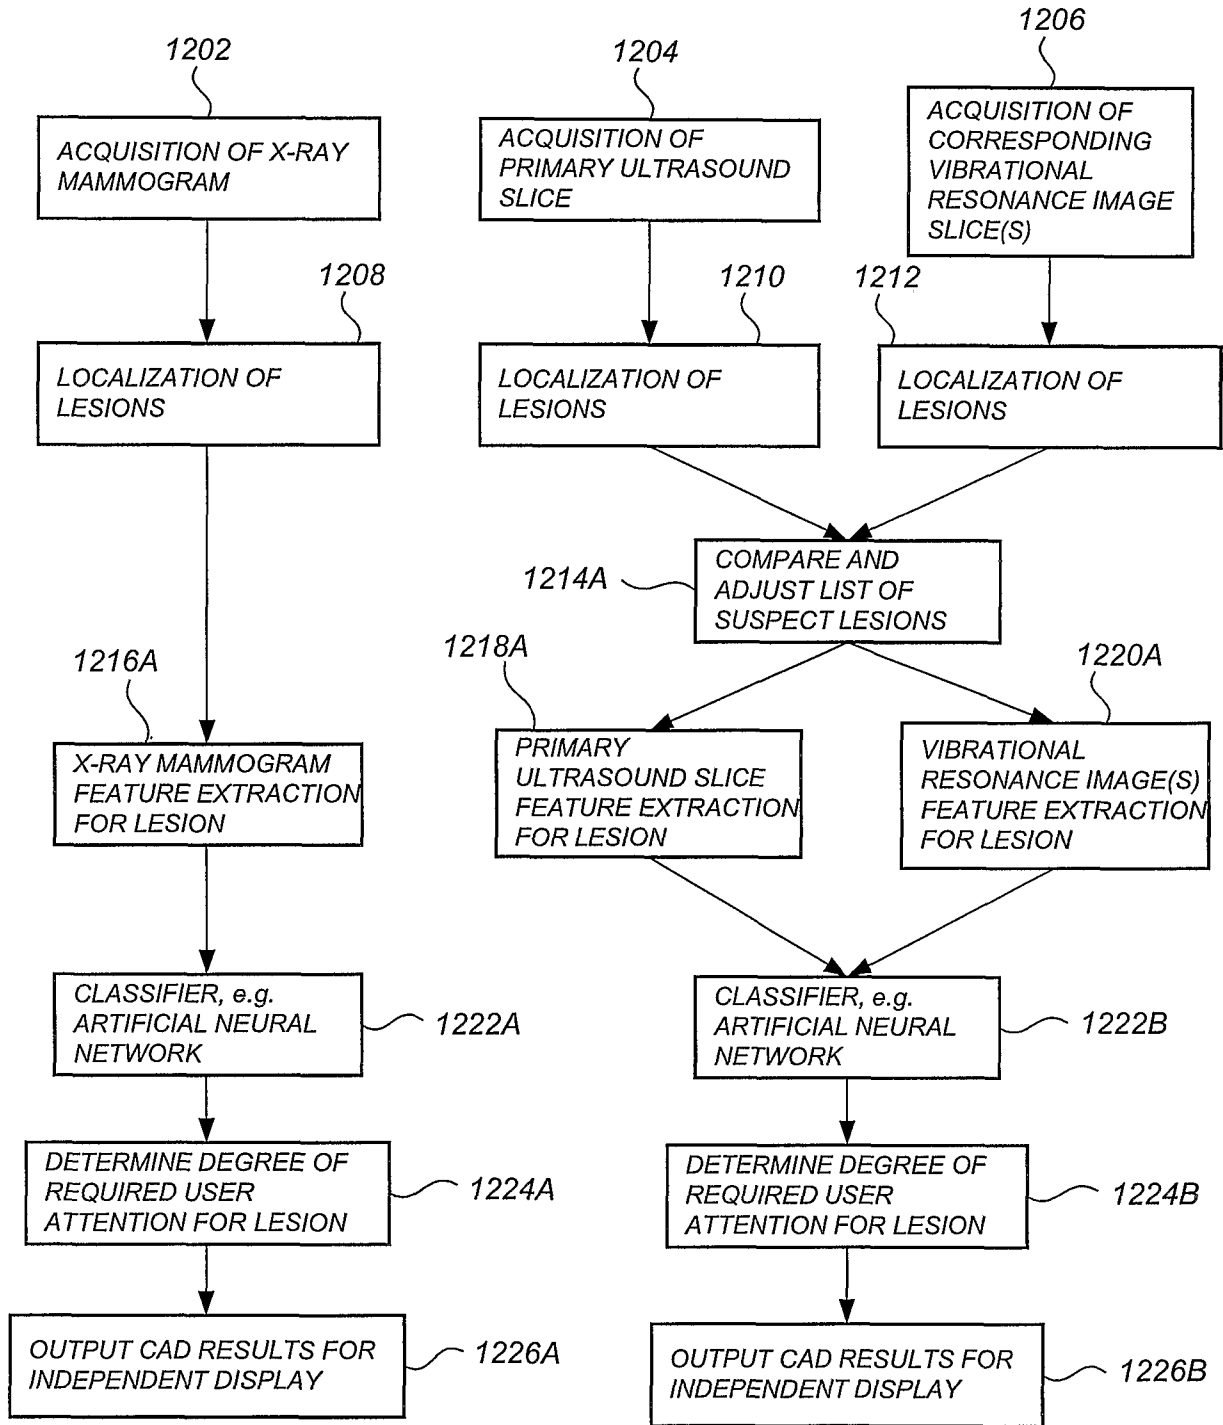 1202
1204
1206
ACQUISITION OF X-RAY
MAMMOGRAM
ACQUISITION OF
PRIMARY ULTRASOUND
SLICE
ACQUISITION OF
CORRESPONDING
VIBRATIONAL
RESONANCE IMAGE
SLICE(S)
1208
1210
1212
LOCALIZATION OF
LESIONS
LOCALIZATION OF
LESIONS
LOCALIZATION OF
LESIONS
1214A
COMPARE AND
ADJUST LIST OF
SUSPECT LESIONS
1216A
1218A
1220A
X-RAY MAMMOGRAM
FEATURE EXTRACTION
FOR LESION
PRIMARY
ULTRASOUND SLICE
FEATURE EXTRACTION
FOR LESION
VIBRATIONAL
RESONANCE IMAGE(S)
FEATURE EXTRACTION
FOR LESION
CLASSIFIER, e.g.
ARTIFICIAL NEURAL
NETWORK
1222A
CLASSIFIER, e.g.
ARTIFICIAL NEURAL
NETWORK
1222B
DETERMINE DEGREE OF
REQUIRED USER
ATTENTION FOR LESION
1224A
DETERMINE DEGREE OF
REQUIRED USER
ATTENTION FOR LESION
1224B
OUTPUT CAD RESULTS FOR
INDEPENDENT DISPLAY
1226A
OUTPUT CAD RESULTS FOR
INDEPENDENT DISPLAY
1226B